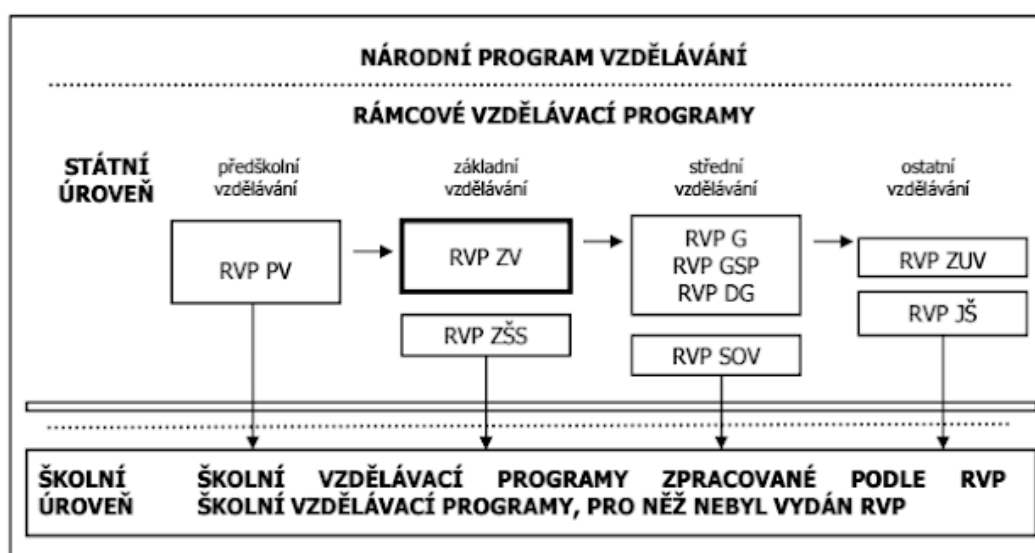 NÁRODNÍ PROGRAM VZDĚLÁVÁNÍ
RÁMCOVÉ VZDĚLÁVACÍ PROGRAMY
STÁTNÍ
ÚROVEŇ
předškolní
vzdělávání
základní
vzdělávání
střední
vzdělávání
ostatní
vzdělávání
RVP PV
RVP ZV
RVP ZŠS
RVP G
RVP GSP
RVP DG
RVP SOV
RVP ZUV
RVP JŠ
ŠKOLNÍ
ÚROVEŇ
ŠKOLNÍ VZDĚLÁVACÍ PROGRAMY ZPRACOVANÉ PODLE RVP
ŠKOLNÍ VZDĚLÁVACÍ PROGRAMY, PRO NĚŽ NEBYL VYDÁN RVP